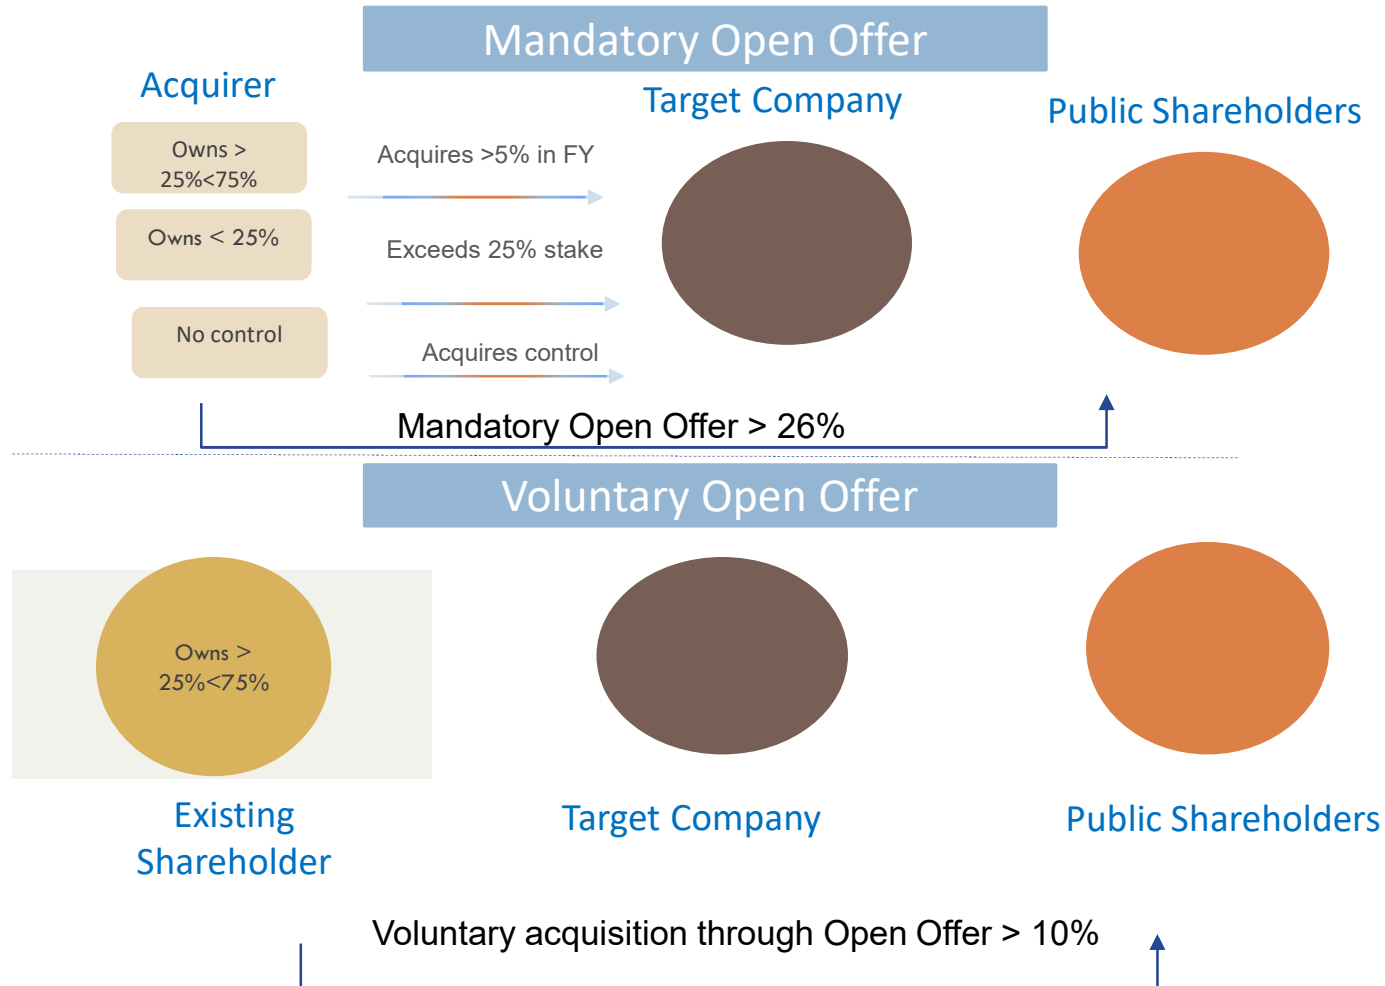 Mandatory Open Offer
Acquirer
Target Company
Public Shareholders
Owns >
25%<75%
Acquires >5% in FY
Owns < 25%
Exceeds 25% stake
No control
Acquires control
Mandatory Open Offer > 26%
Voluntary Open Offer
Owns >
25%<75%
Existing
Shareholder
Target Company
Public Shareholders
Voluntary acquisition through Open Offer > 10%